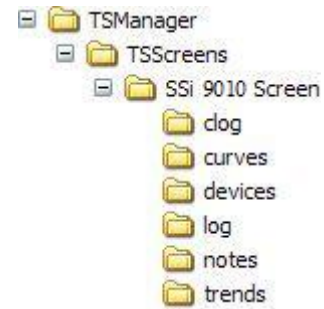 TSManager
TSScreens
SSi 9010 Screen
clog
curves
devices
log
notes
trends